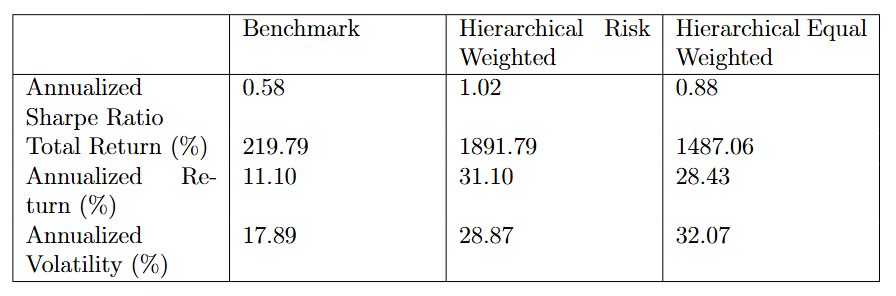 Benchmark Hierarchical Risk Hierarchical Equal
Weighted Weighted
Annualized 0.58 1.02 0.88
Sharpe Ratio
Total Return (%) 219.79 1891.79 1487.06
Annualized Re- 11.10 31.10 28.43
turn (%)
Annualized 17.89 28.87 32.07
Volatility (%)